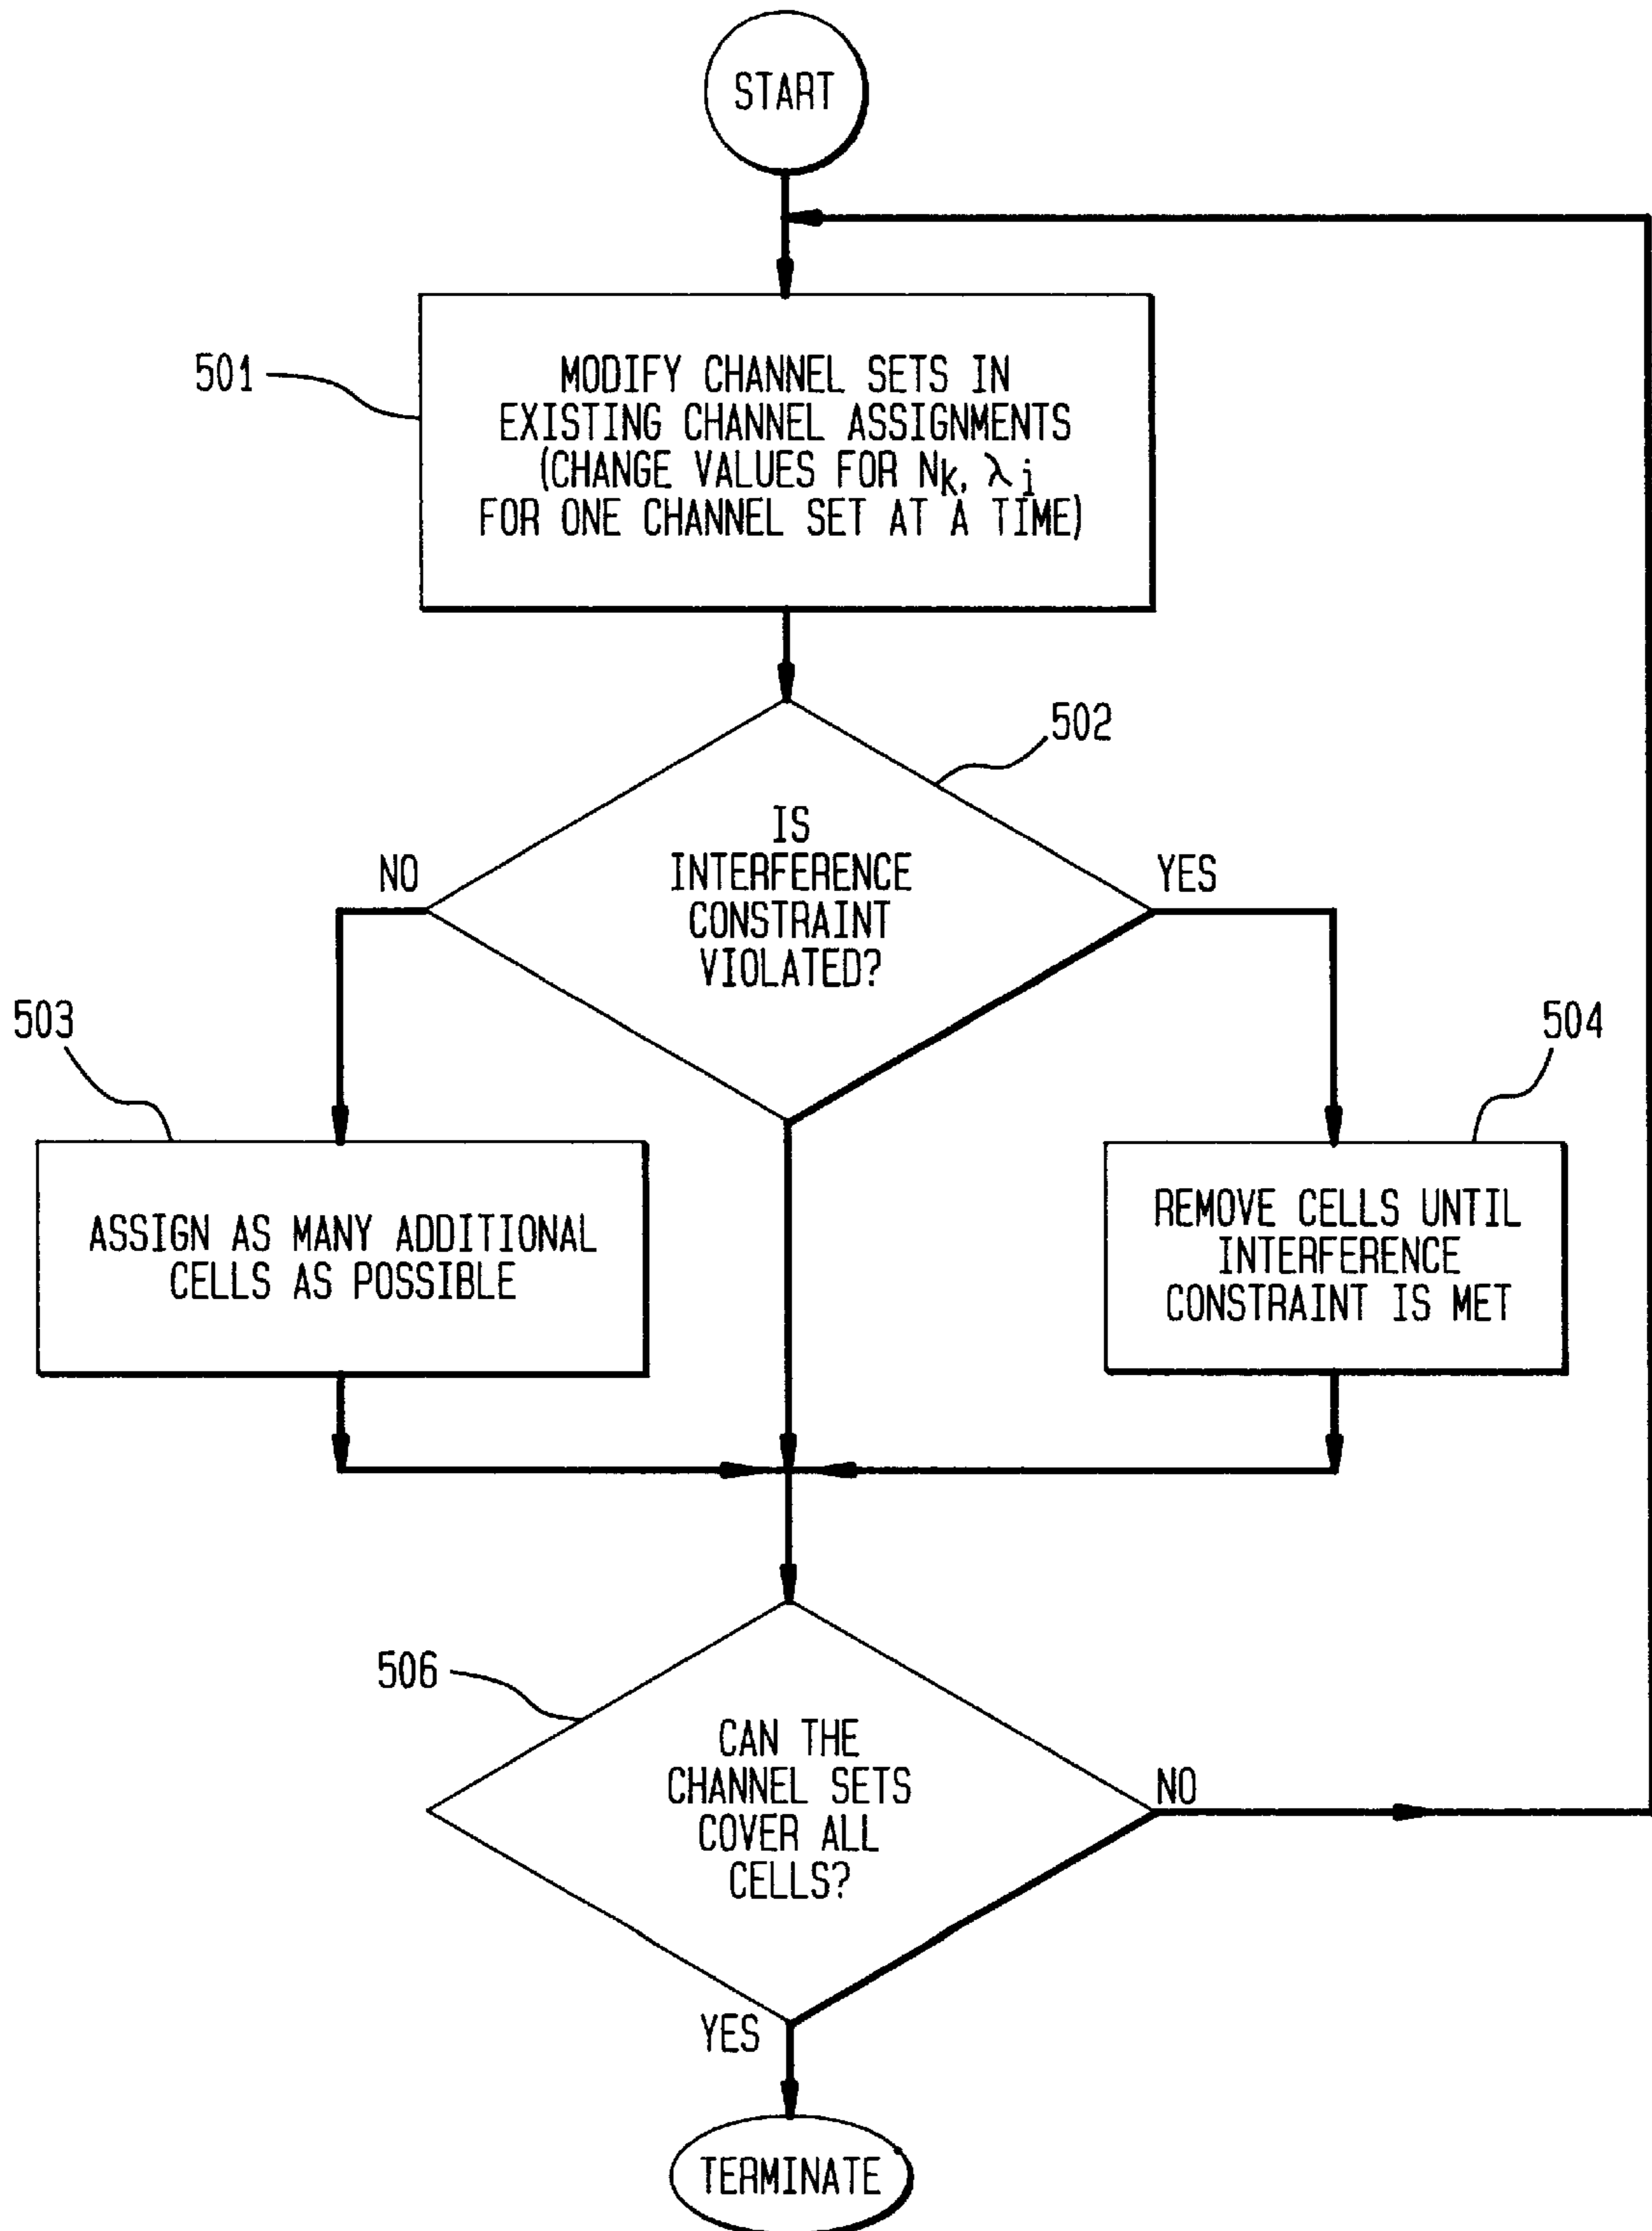 START
501
MODIFY CHANNEL SETS IN
EXISTING CHANNEL ASSIGNMENTS
(CHANGE VALUES FOR Nk, λi
FOR ONE CHANNEL SET AT A TIME)
502
IS
INTERFERENCE
CONSTRAINT
VIOLATED?
NO
YES
503
504
ASSIGN AS MANY ADDITIONAL
CELLS AS POSSIBLE
REMOVE CELLS UNTIL
INTERFERENCE
CONSTRAINT IS MET
506
CAN THE
CHANNEL SETS
COVER ALL
CELLS?
NO
YES
TERMINATE